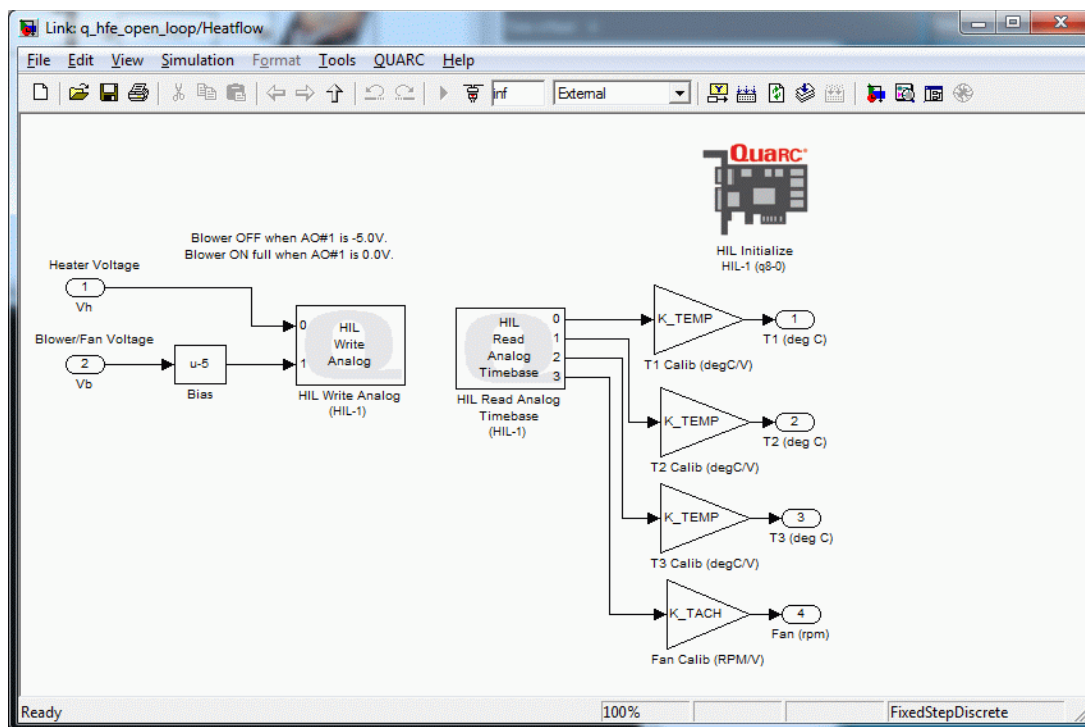 Link: q_hfe_open_loop/Heatflow
File Edit View Simulation Format Tools QUARC Help
inf External
QUARC
HIL Initialize
HIL-1 (q8-0)
Blower OFF when AO#1 is -5.0V.
Blower ON full when AO#1 is 0.0V.
Heater Voltage
1
Vh
Blower/Fan Voltage
2
Vb
u-5
Bias
0
1
HIL
Write
Analog
HIL Write Analog
(HIL-1)
HIL
Read
Analog
Timebase
0
1
2
3
HIL Read Analog
Timebase
(HIL-1)
K_TEMP
T1 Calib (degC/V)
1
T1 (deg C)
K_TEMP
T2 Calib (degC/V)
2
T2 (deg C)
K_TEMP
T3 Calib (degC/V)
3
T3 (deg C)
K_TACH
Fan Calib (RPM/V)
4
Fan (rpm)
Ready 100% FixedStepDiscrete